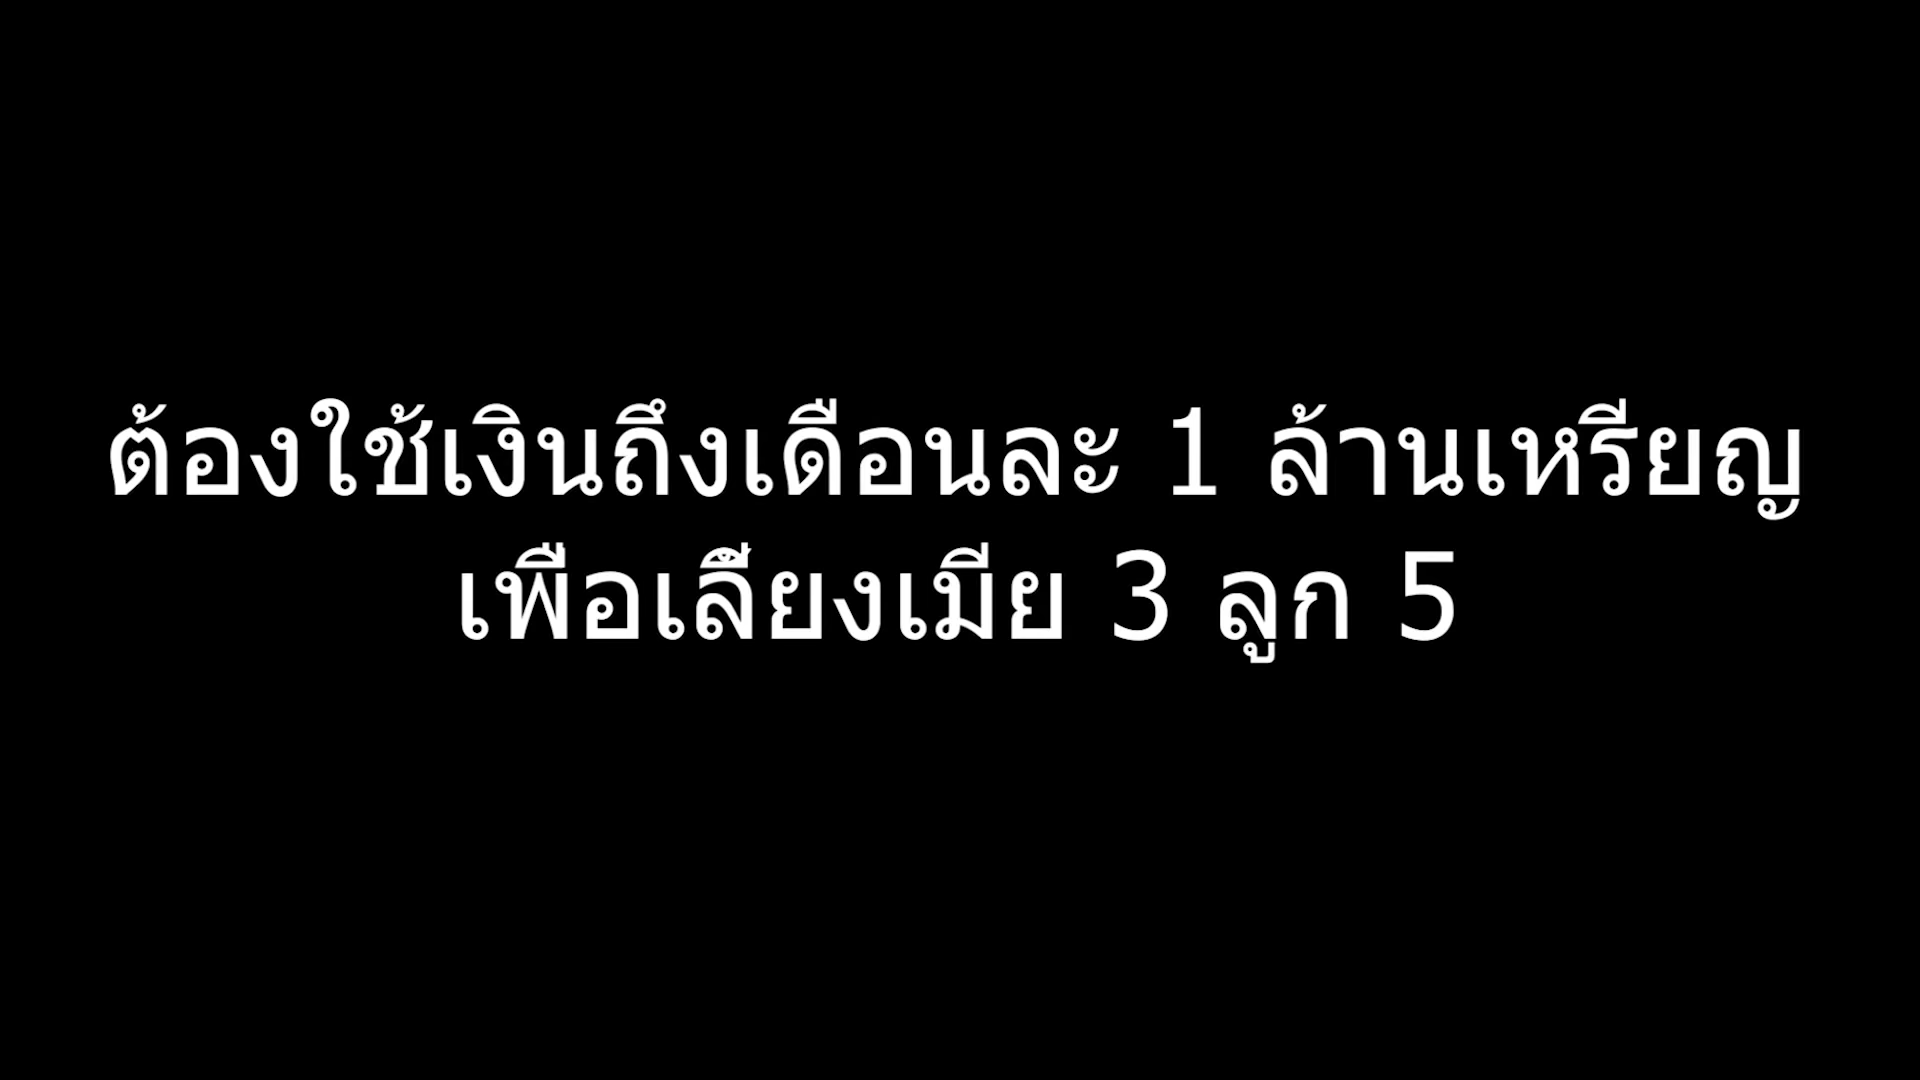 ต้องใช้เงินถึงเดือนละ 1 ล้านเหรียญ
เพื่อเลี้ยงเมีย 3 ลูก 5